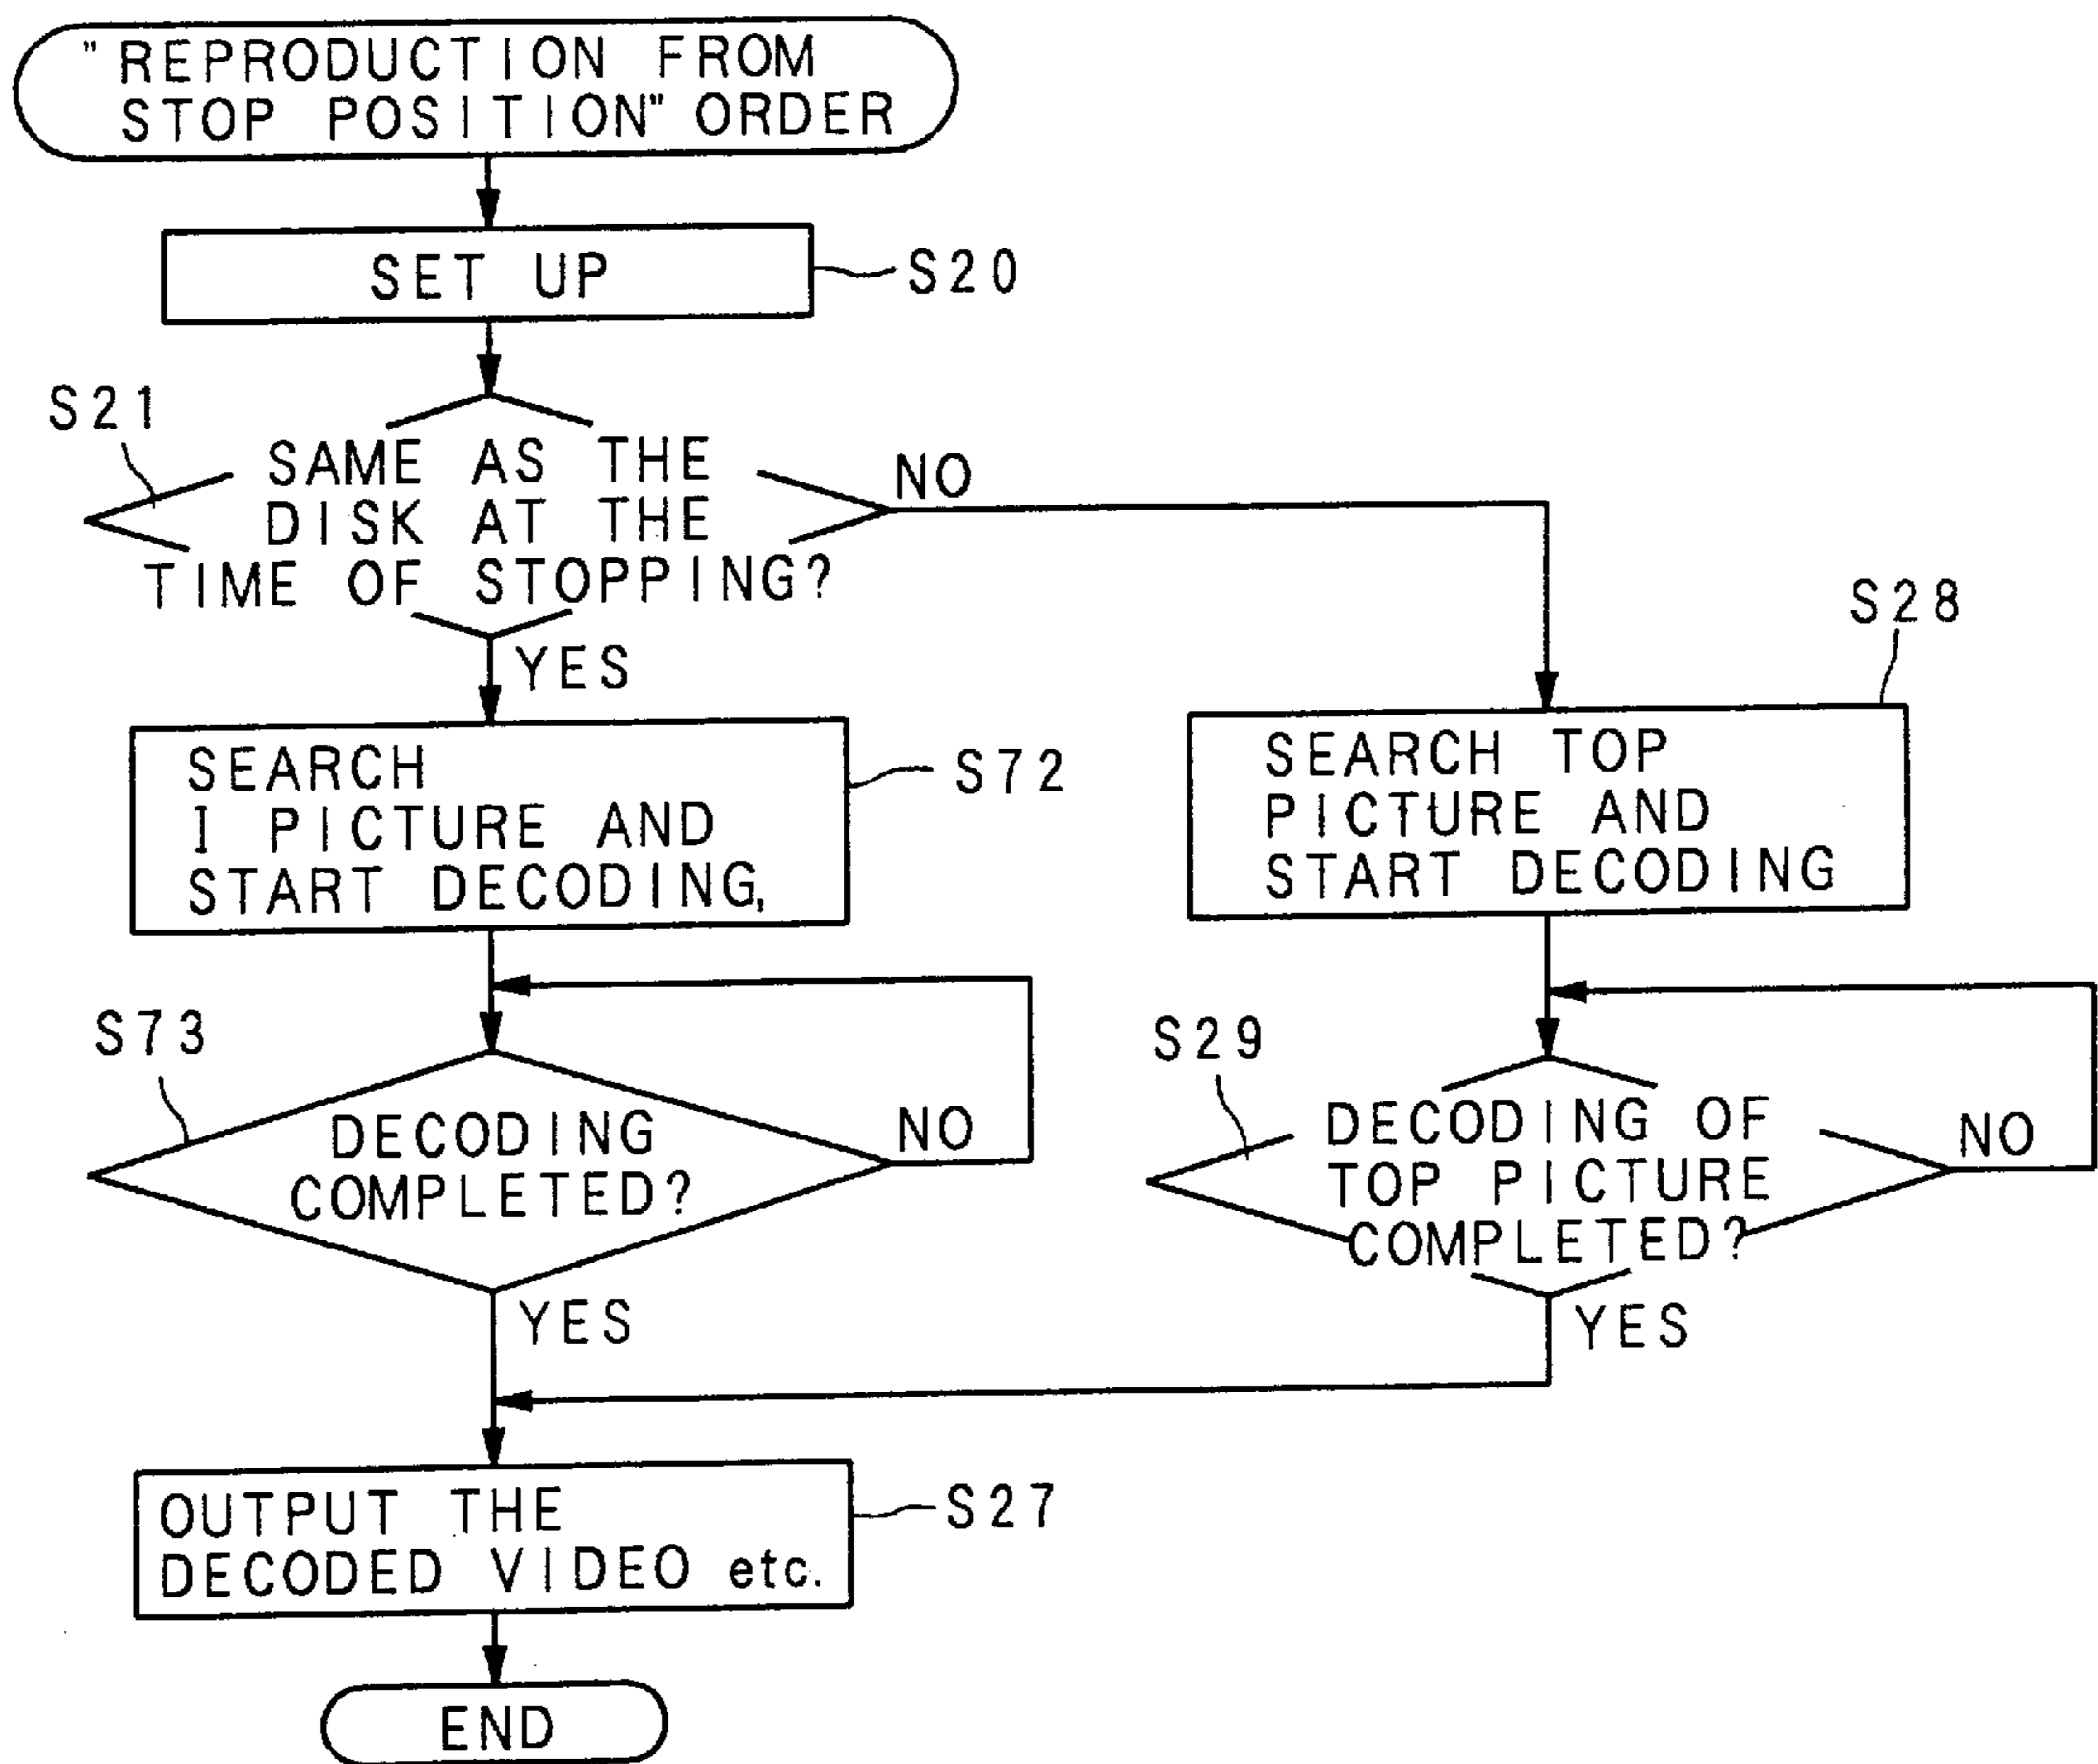 "REPRODUCTION FROM
STOP POSITION" ORDER
SET UP
S20
S21
SAME AS THE
DISK AT THE
TIME OF STOPPING?
NO
YES
S28
SEARCH
I PICTURE AND
START DECODING,
S72
SEARCH TOP
PICTURE AND
START DECODING
S73
DECODING
COMPLETED?
NO
YES
S29
DECODING OF
TOP PICTURE
COMPLETED?
NO
YES
OUTPUT THE
DECODED VIDEO etc.
S27
END